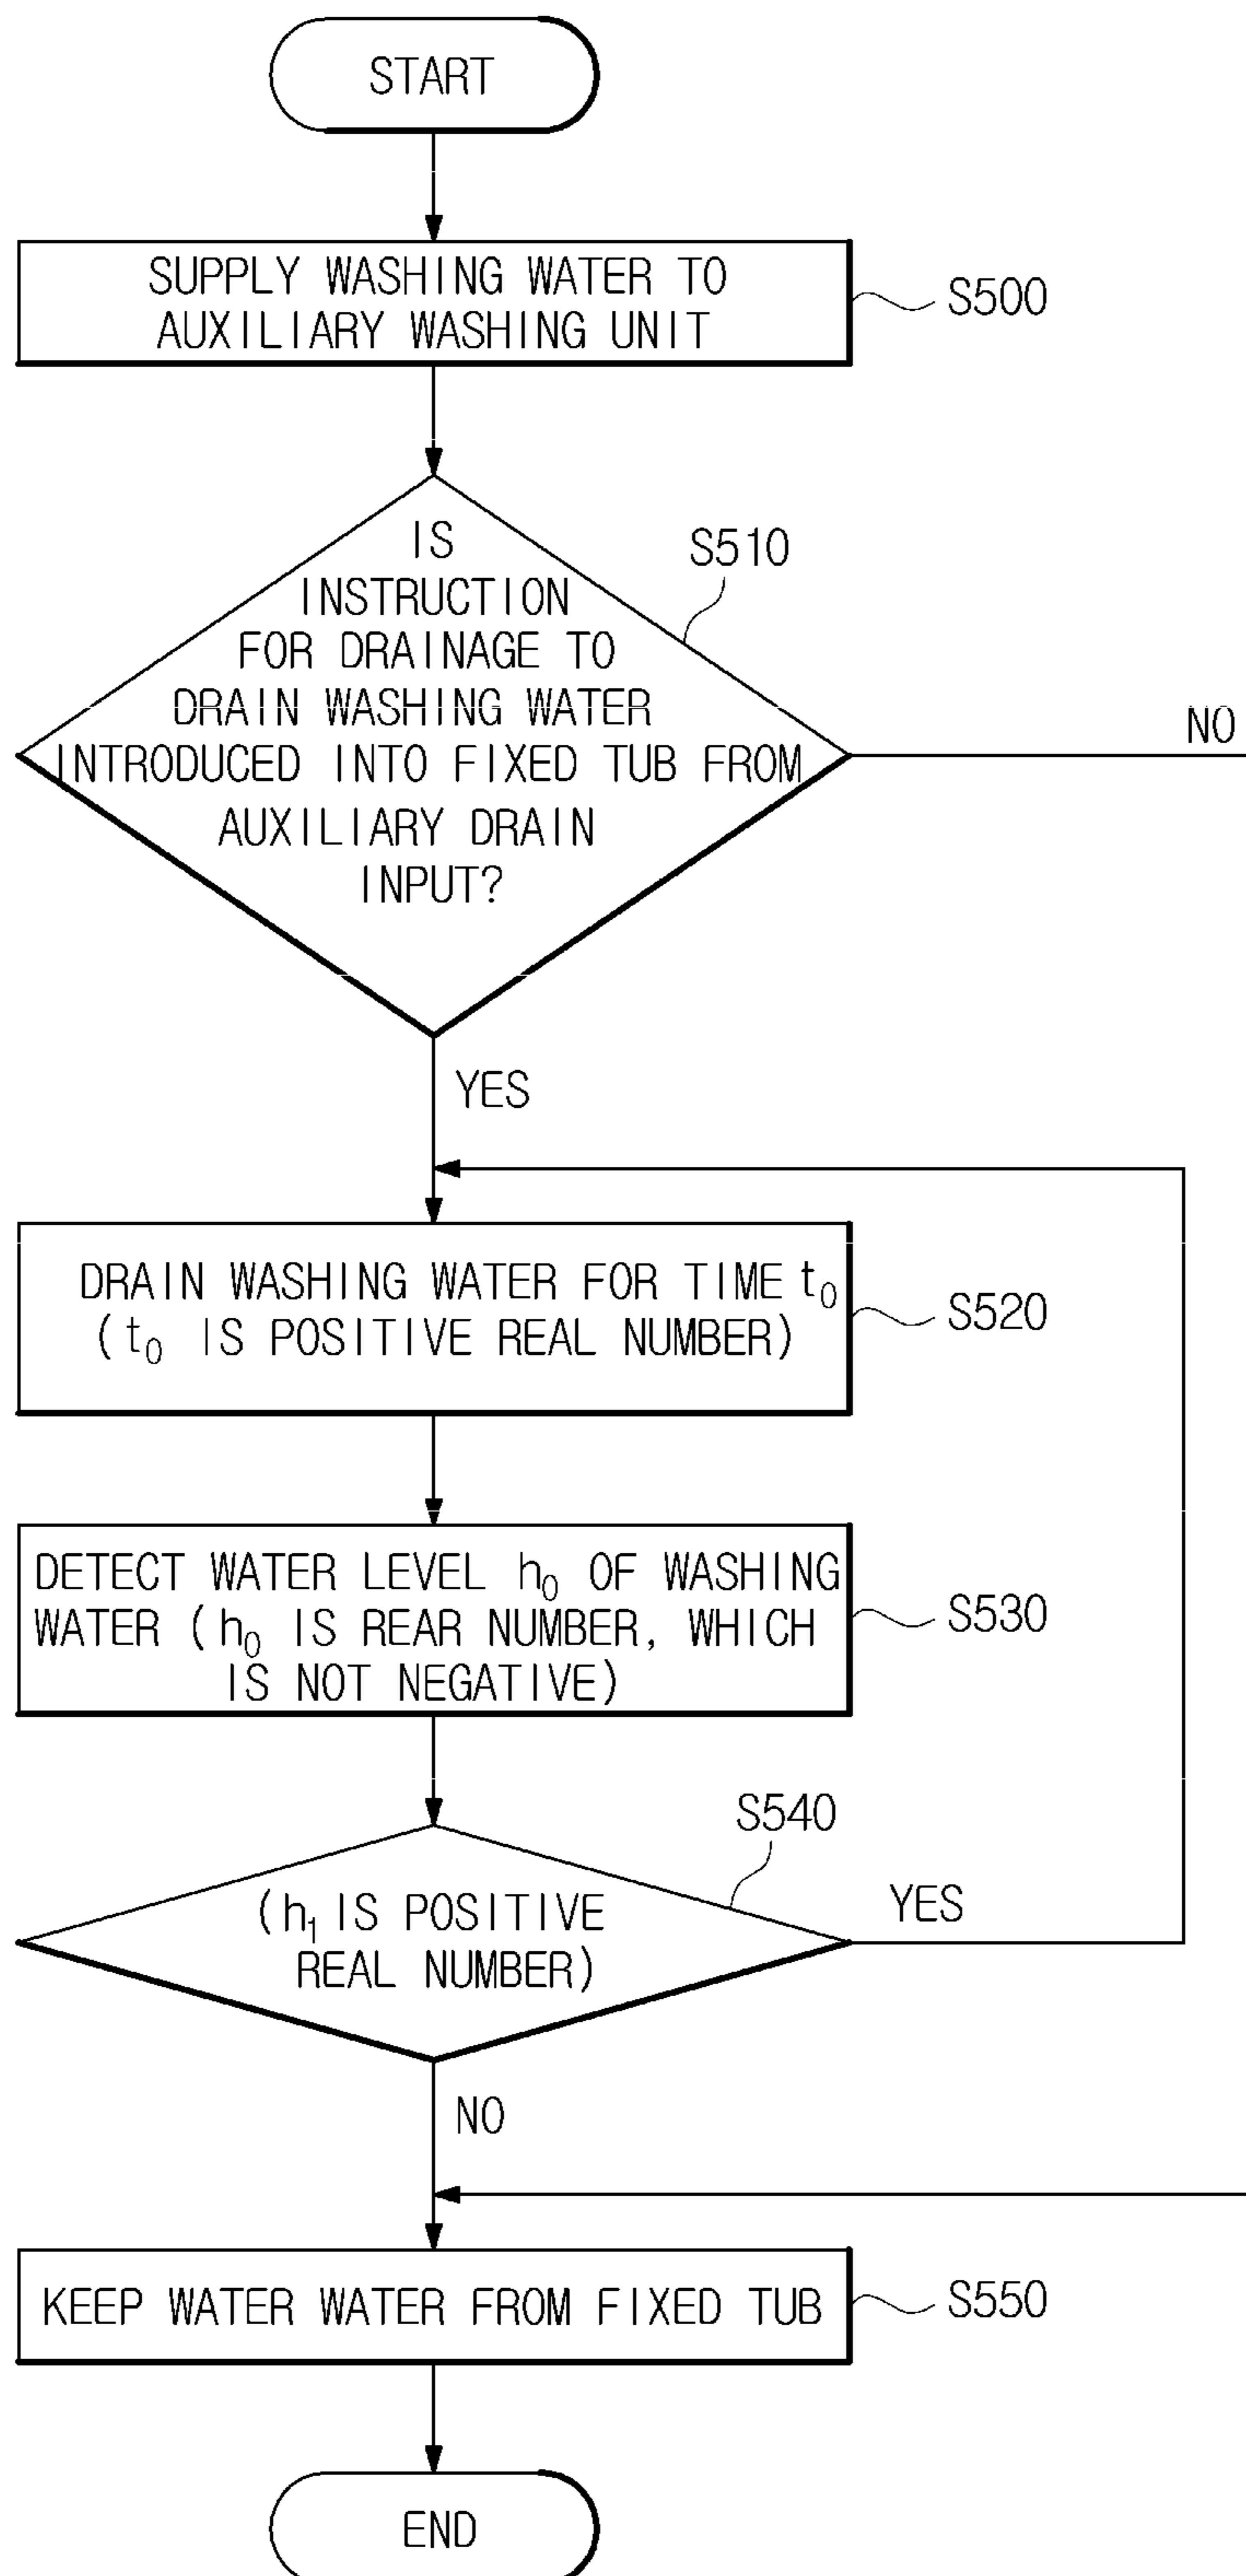 START
SUPPLY WASHING WATER TO
AUXILIARY WASHING UNIT
S500
IS
INSTRUCTION
FOR DRAINAGE TO
DRAIN WASHING WATER
INTRODUCED INTO FIXED TUB FROM
AUXILIARY DRAIN
INPUT?
S510
NO
YES
DRAIN WASHING WATER FOR TIME t₀
(t₀ IS POSITIVE REAL NUMBER)
S520
DETECT WATER LEVEL h₀ OF WASHING
WATER (h₀ IS REAR NUMBER, WHICH
IS NOT NEGATIVE)
S530
S540
(h₁ IS POSITIVE
REAL NUMBER)
YES
NO
KEEP WATER WATER FROM FIXED TUB
S550
END